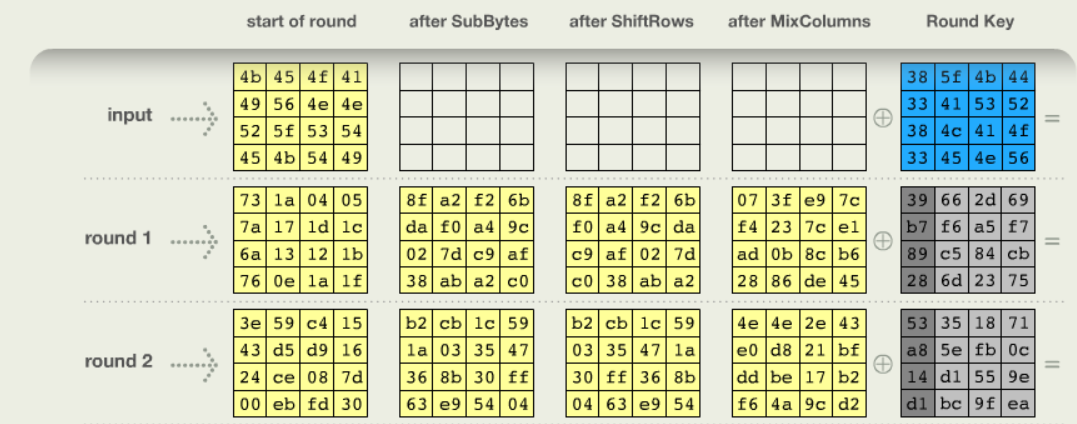 start of round after SubBytes after ShiftRows after MixColumns Round Key
4b 45 4f 41 38 5f 4b 44
49 56 4e 4e 33 41 53 52
input ⊕ =
52 5f 53 54 38 4c 41 4f
45 4b 54 49 33 45 4e 56
73 1a 04 05 8f a2 f2 6b 8f a2 f2 6b 07 3f e9 7c 39 66 2d 69
7a 17 1d 1c da f0 a4 9c f0 a4 9c da f4 23 7c e1 b7 f6 a5 f7
round 1 ⊕ =
6a 13 12 1b 02 7d c9 af c9 af 02 7d ad 0b 8c b6 89 c5 84 cb
76 0e 1a 1f 38 ab a2 c0 c0 38 ab a2 28 86 de 45 28 6d 23 75
3e 59 c4 15 b2 cb 1c 59 b2 cb 1c 59 4e 4e 2e 43 53 35 18 71
43 d5 d9 16 1a 03 35 47 03 35 47 1a e0 d8 21 bf a8 5e fb 0c
round 2 ⊕ =
24 ce 08 7d 36 8b 30 ff 30 ff 36 8b dd be 17 b2 14 d1 55 9e
00 eb fd 30 63 e9 54 04 04 63 e9 54 f6 4a 9c d2 d1 bc 9f ea